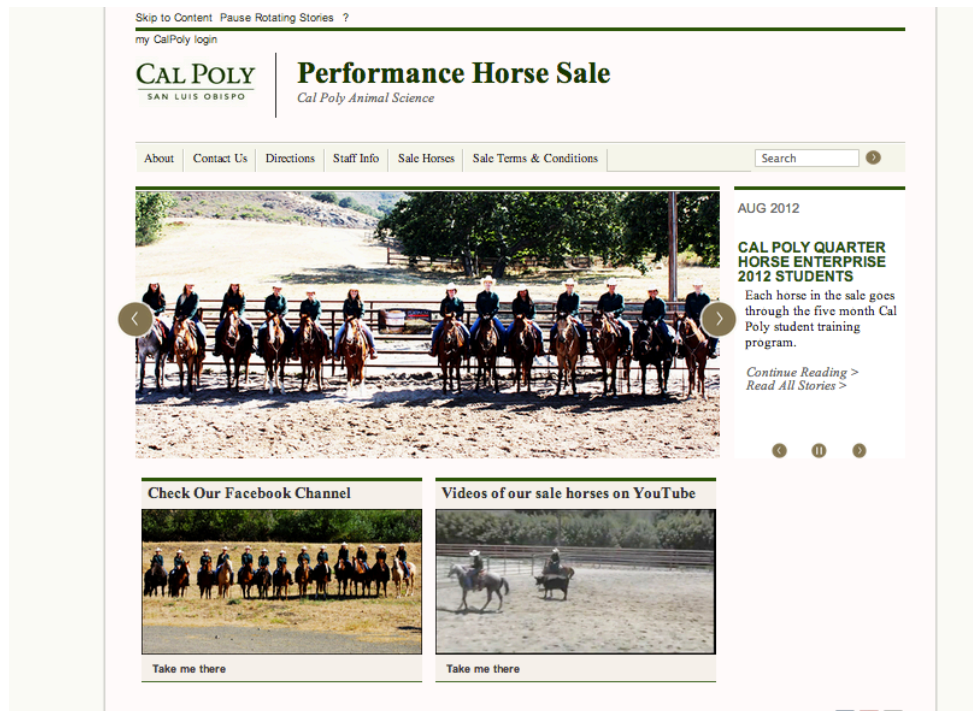 Skip to Content Pause Rotating Stories ?
my CalPoly login
CAL POLY
SAN LUIS OBISPO
Performance Horse Sale
Cal Poly Animal Science
About Contact Us Directions Staff Info Sale Horses Sale Terms & Conditions
Search
AUG 2012
CAL POLY QUARTER
HORSE ENTERPRISE
2012 STUDENTS
Each horse in the sale goes
through the five month Cal
Poly student training
program.
Continue Reading >
Read All Stories >
Check Our Facebook Channel
Videos of our sale horses on YouTube
Take me there
Take me there